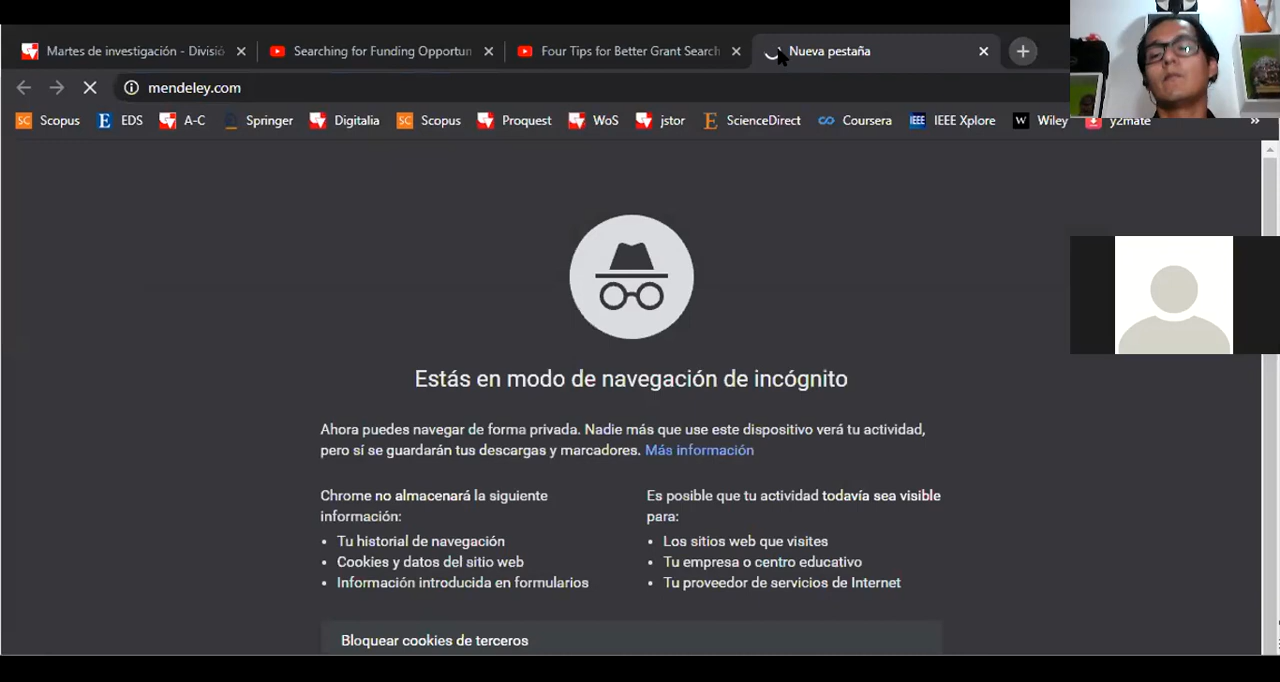 Martes de investigación - Divisió
Searching for Funding Opportun
Four Tips for Better Grant Search
Nueva pestaña
mendeley.com
SC Scopus E EDS A-C Springer Digitalia SC Scopus Proquest WoS jstor E ScienceDirect Coursera IEEE IEEE Xplore W Wiley y2mate »
Estás en modo de navegación de incógnito
Ahora puedes navegar de forma privada. Nadie más que use este dispositivo verá tu actividad,
pero sí se guardarán tus descargas y marcadores. Más información
Chrome no almacenará la siguiente
información:
• Tu historial de navegación
• Cookies y datos del sitio web
• Información introducida en formularios
Es posible que tu actividad todavía sea visible
para:
• Los sitios web que visites
• Tu empresa o centro educativo
• Tu proveedor de servicios de Internet
Bloquear cookies de terceros